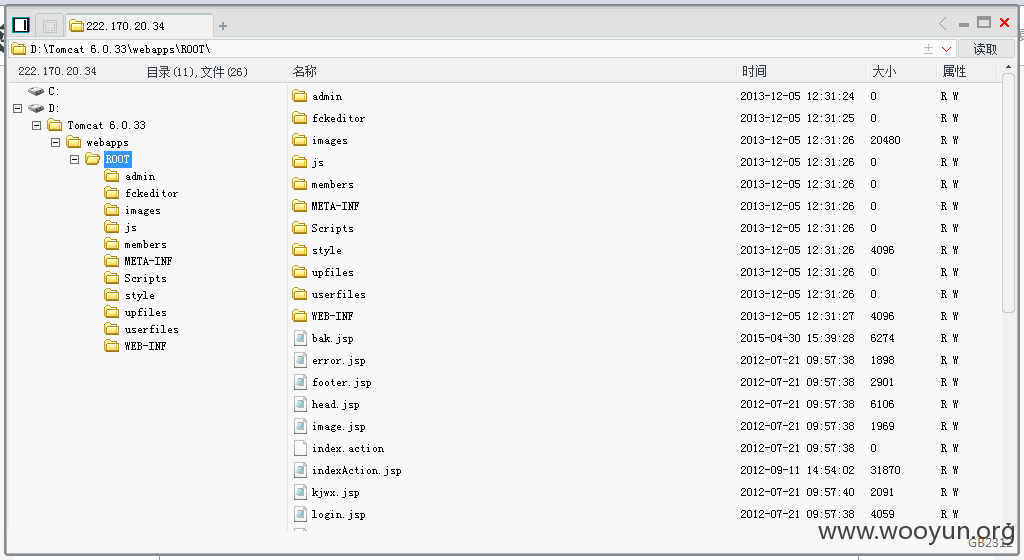 222.170.20.34
D:\Tomcat 6.0.33\webapps\ROOT\ 读取
222.170.20.34 目录(11),文件(26) 名称 时间 大小 属性
C:
D:
Tomcat 6.0.33
webapps
ROOT
admin
fckeditor
images
js
members
META-INF
Scripts
style
upfiles
userfiles
WEB-INF
admin 2013-12-05 12:31:24 0 R W
fckeditor 2013-12-05 12:31:25 0 R W
images 2013-12-05 12:31:26 20480 R W
js 2013-12-05 12:31:26 0 R W
members 2013-12-05 12:31:26 0 R W
META-INF 2013-12-05 12:31:26 0 R W
Scripts 2013-12-05 12:31:26 0 R W
style 2013-12-05 12:31:26 4096 R W
upfiles 2013-12-05 12:31:26 0 R W
userfiles 2013-12-05 12:31:26 0 R W
WEB-INF 2013-12-05 12:31:27 4096 R W
bak.jsp 2015-04-30 15:39:28 6274 R W
error.jsp 2012-07-21 09:57:38 1898 R W
footer.jsp 2012-07-21 09:57:38 2901 R W
head.jsp 2012-07-21 09:57:38 6106 R W
image.jsp 2012-07-21 09:57:38 1969 R W
index.action 2012-07-21 09:57:38 0 R W
indexAction.jsp 2012-09-11 14:54:02 31870 R W
kjwx.jsp 2012-07-21 09:57:40 2091 R W
login.jsp 2012-07-21 09:57:38 4059 R W
www.wooyun.org
GB2312